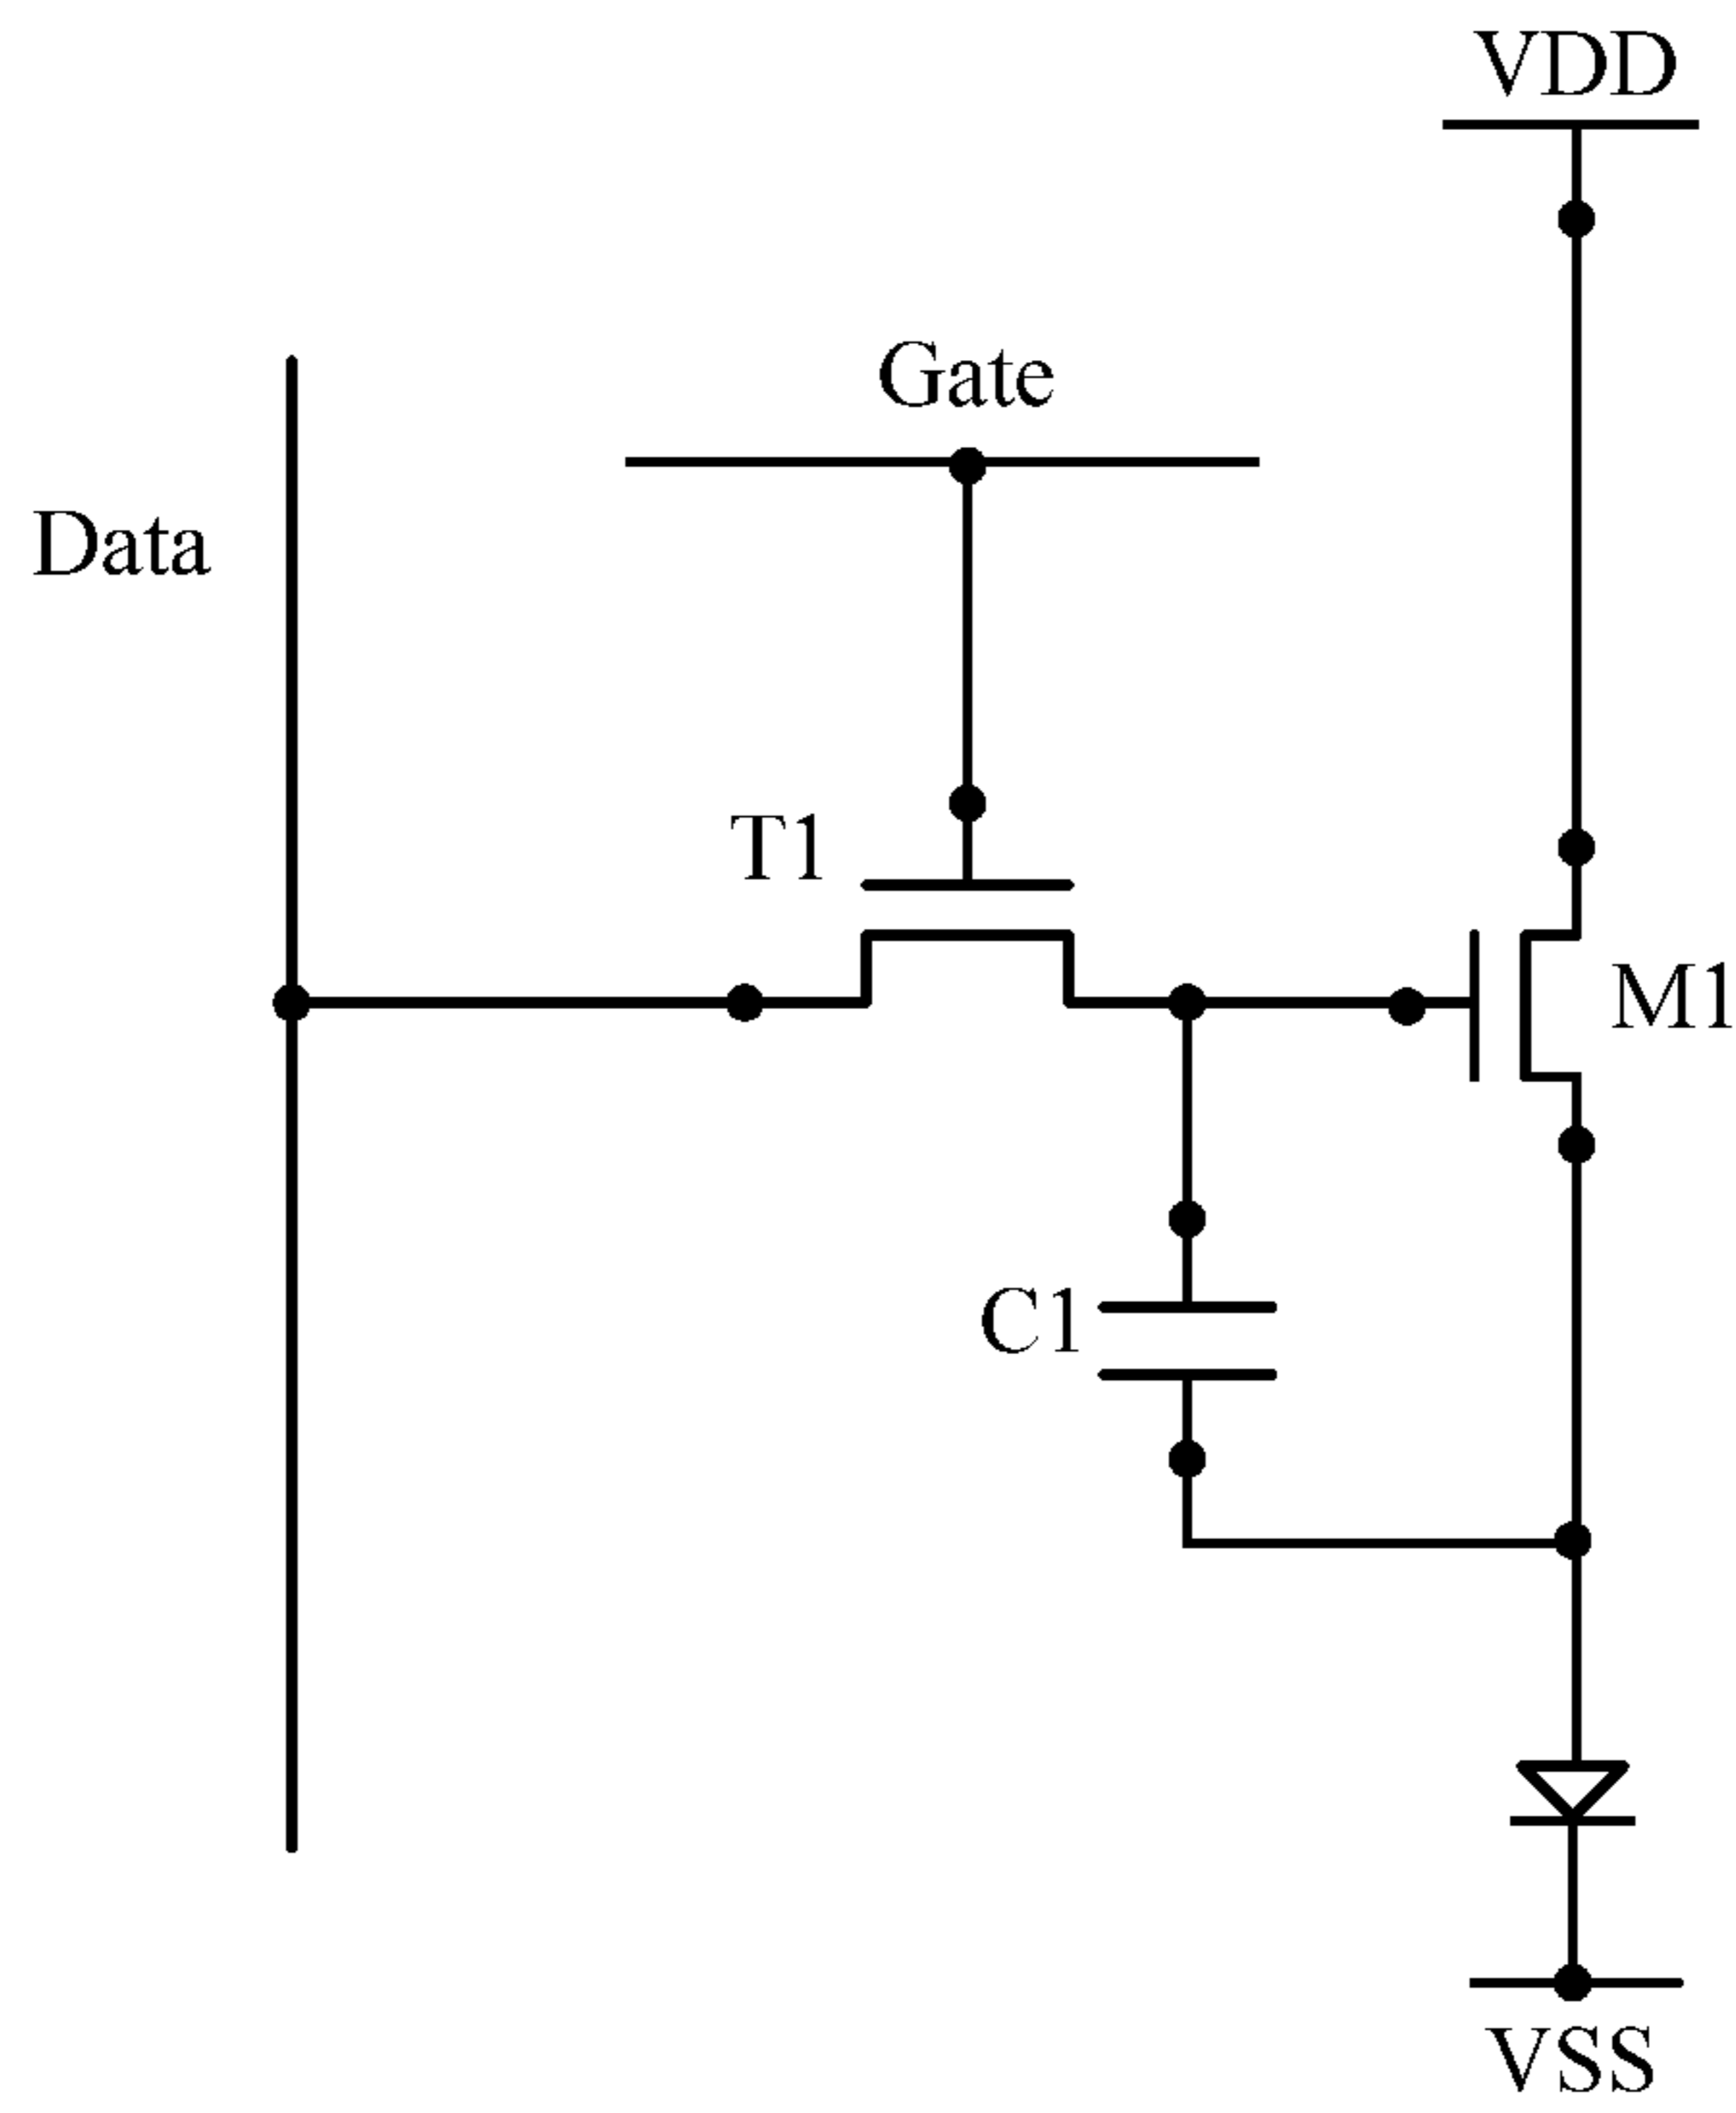 VDD
Gate
Data
T1
M1
C1
VSS